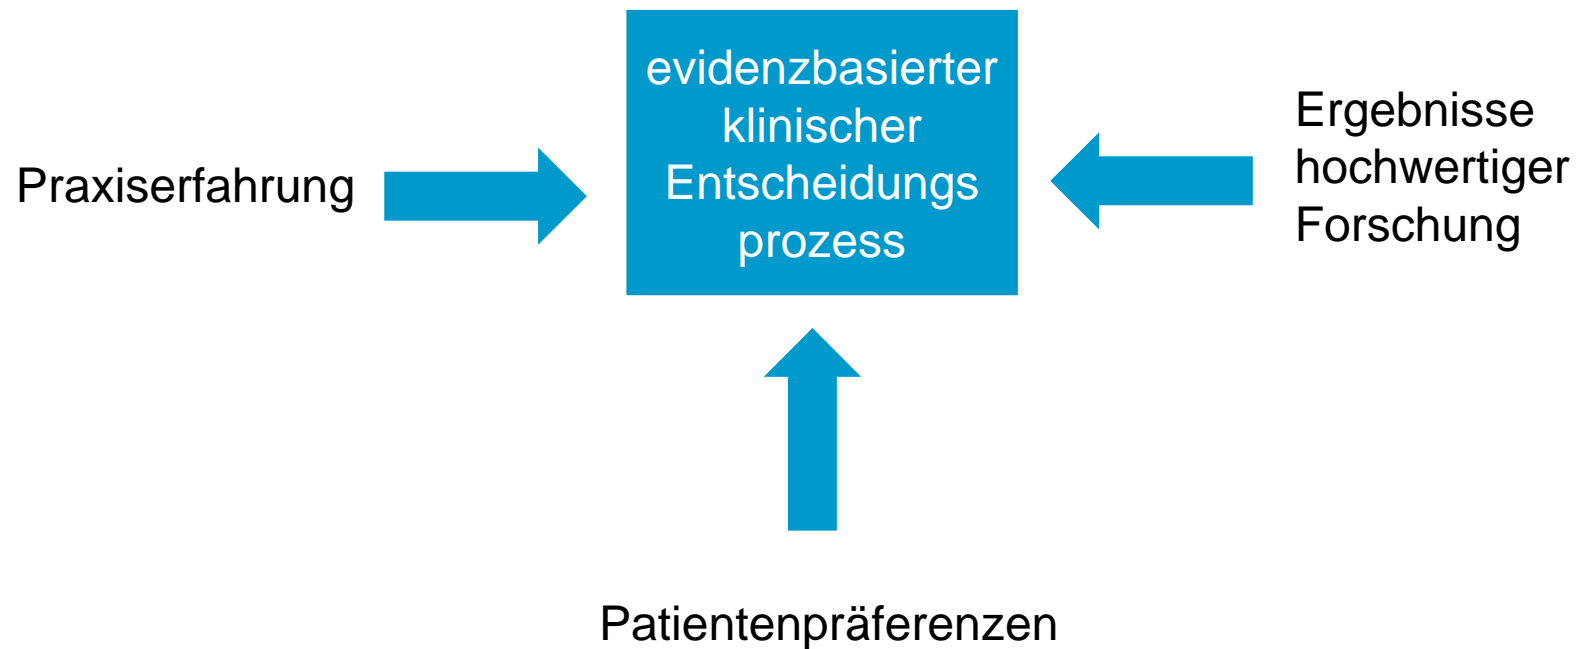 evidenzbasierter
klinischer
Entscheidungs
prozess
Praxiserfahrung
Ergebnisse
hochwertiger
Forschung
Patientenpräferenzen